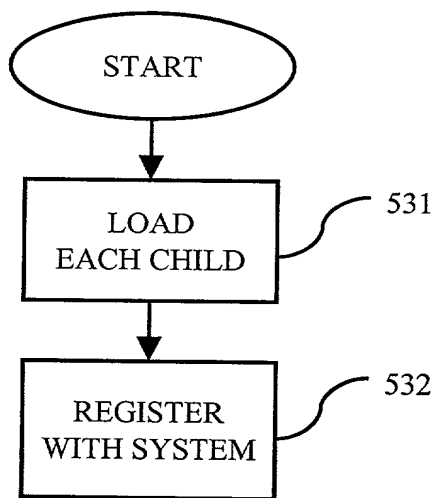 START
LOAD
EACH CHILD
531
REGISTER
WITH SYSTEM
532